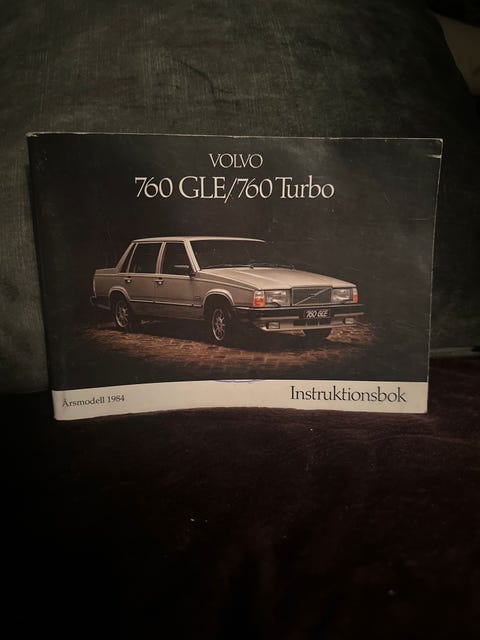 VOLVO
760 GLE/760 Turbo
760 GLE
Årsmodell 1984
Instruktionsbok